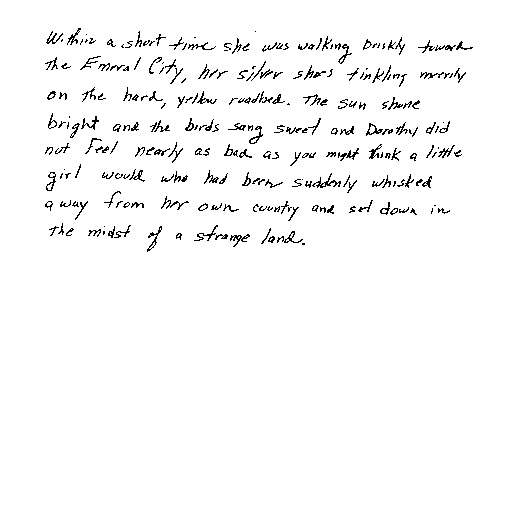 Within a short time she was walking briskly toward
the Emeral City, her silver shoes tinkling merrily
on the hard, yellow roadbed. The sun shone
bright and the birds sang sweet and Dorothy did
not feel nearly as bad as you might think a little
girl would who had been suddenly whisked
away from her own country and set down in
the midst of a strange land.